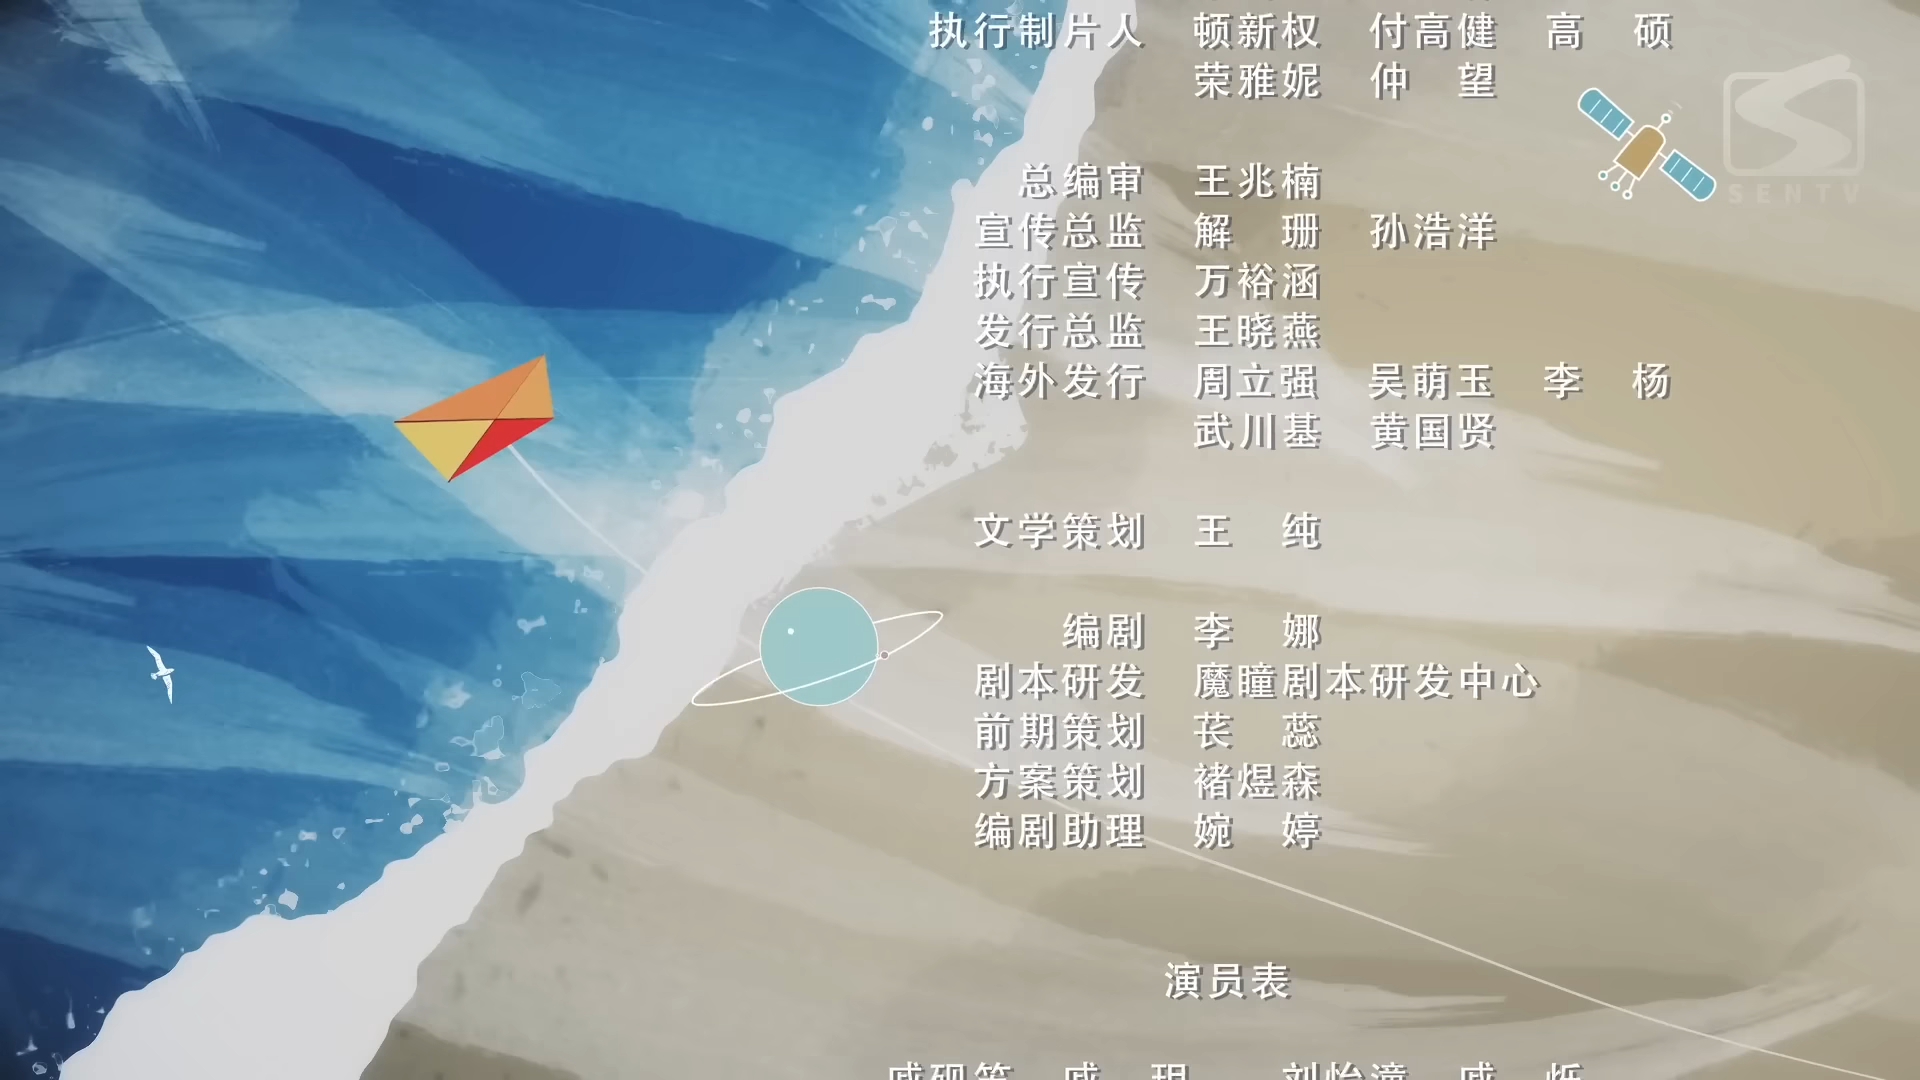 执行制片人 顿新权 付高健 高 硕
荣雅妮 仲 望
SENTV
总编审 王兆楠
宣传总监 解 珊 孙浩洋
执行宣传 万裕涵
发行总监 王晓燕
海外发行 周立强 吴萌玉 李 杨
武川基 黄国贤
文学策划 王 纯
编剧 李 娜
剧本研发 魔瞳剧本研发中心
前期策划 苌 蕊
方案策划 褚煜森
编剧助理 婉 婷
演员表